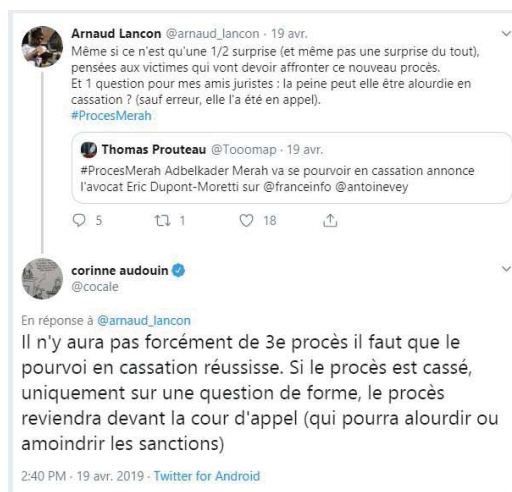 Arnaud Lancon @arnaud_lancon · 19 avr.
Même si ce n'est qu'une 1/2 surprise (et même pas une surprise du tout),
pensées aux victimes qui vont devoir affronter ce nouveau procès.
Et 1 question pour mes amis juristes : la peine peut elle être alourdie en
cassation ? (sauf erreur, elle l'a été en appel).
#ProcesMerah
Thomas Prouteau @Tooomap · 19 avr.
#ProcesMerah Adbelkader Merah va se pourvoir en cassation annonce
l'avocat Eric Dupont-Moretti sur @franceinfo @antoinevey
5 1 18
corinne audouin
@cocale
En réponse à @arnaud_lancon
Il n'y aura pas forcément de 3e procès il faut que le
pourvoi en cassation réussisse. Si le procès est cassé,
uniquement sur une question de forme, le procès
reviendra devant la cour d'appel (qui pourra alourdir ou
amoindrir les sanctions)
2:40 PM · 19 avr. 2019 · Twitter for Android